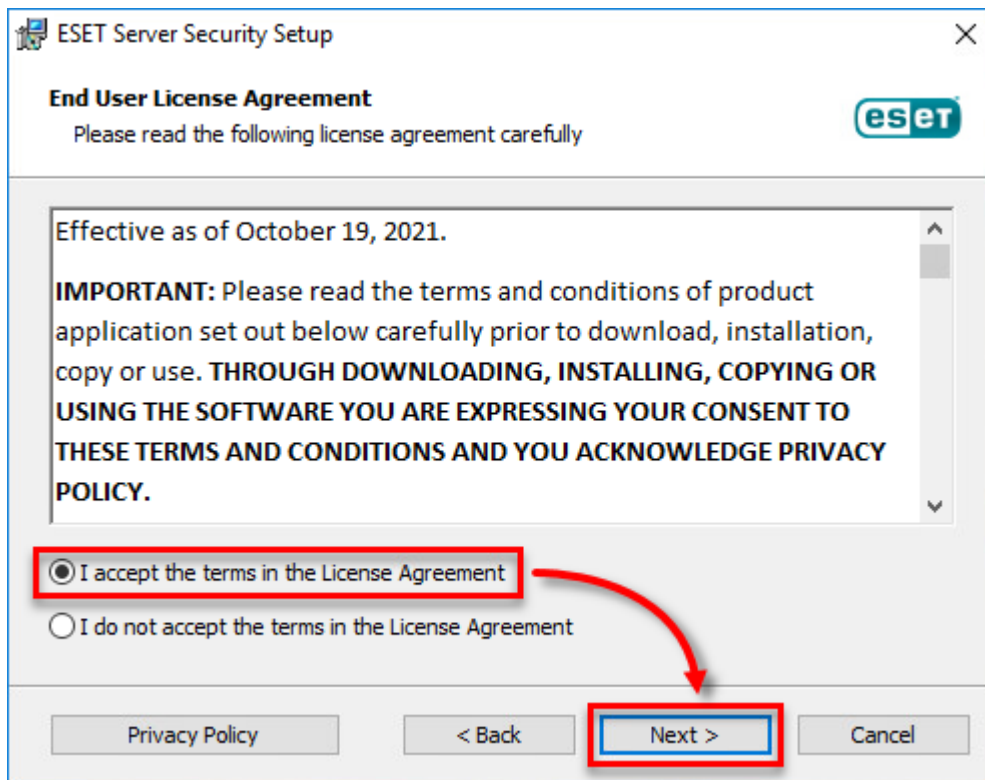 ESET Server Security Setup
End User License Agreement
Please read the following license agreement carefully
eseT
Effective as of October 19, 2021.
IMPORTANT: Please read the terms and conditions of product
application set out below carefully prior to download, installation,
copy or use. THROUGH DOWNLOADING, INSTALLING, COPYING OR
USING THE SOFTWARE YOU ARE EXPRESSING YOUR CONSENT TO
THESE TERMS AND CONDITIONS AND YOU ACKNOWLEDGE PRIVACY
POLICY.
I accept the terms in the License Agreement
I do not accept the terms in the License Agreement
Privacy Policy
< Back
Next >
Cancel